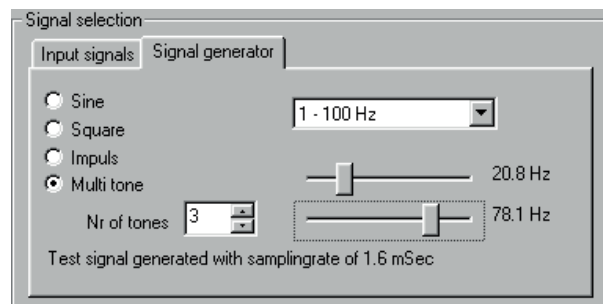 Signal selection
Input signals Signal generator
Sine
1 - 100 Hz
Square
Impuls
Multi tone
20.8 Hz
Nr of tones 3
78.1 Hz
Test signal generated with samplingrate of 1.6 mSec